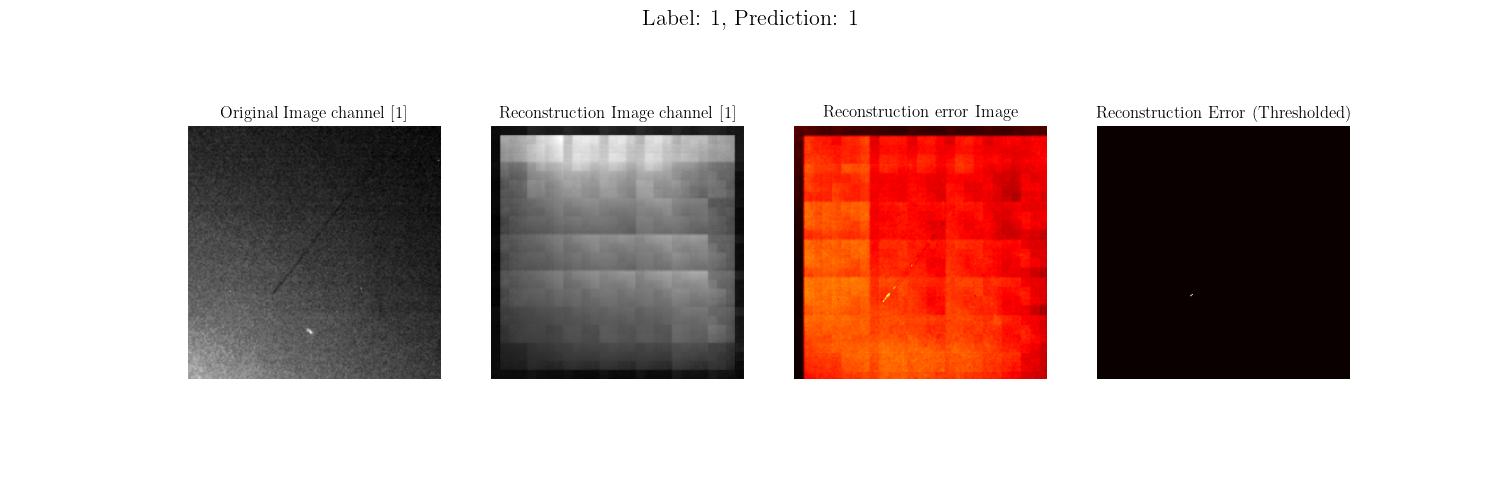 Label: 1, Prediction: 1
Original Image channel [1]
Reconstruction Image channel [1]
Reconstruction error Image
Reconstruction Error (Thresholded)